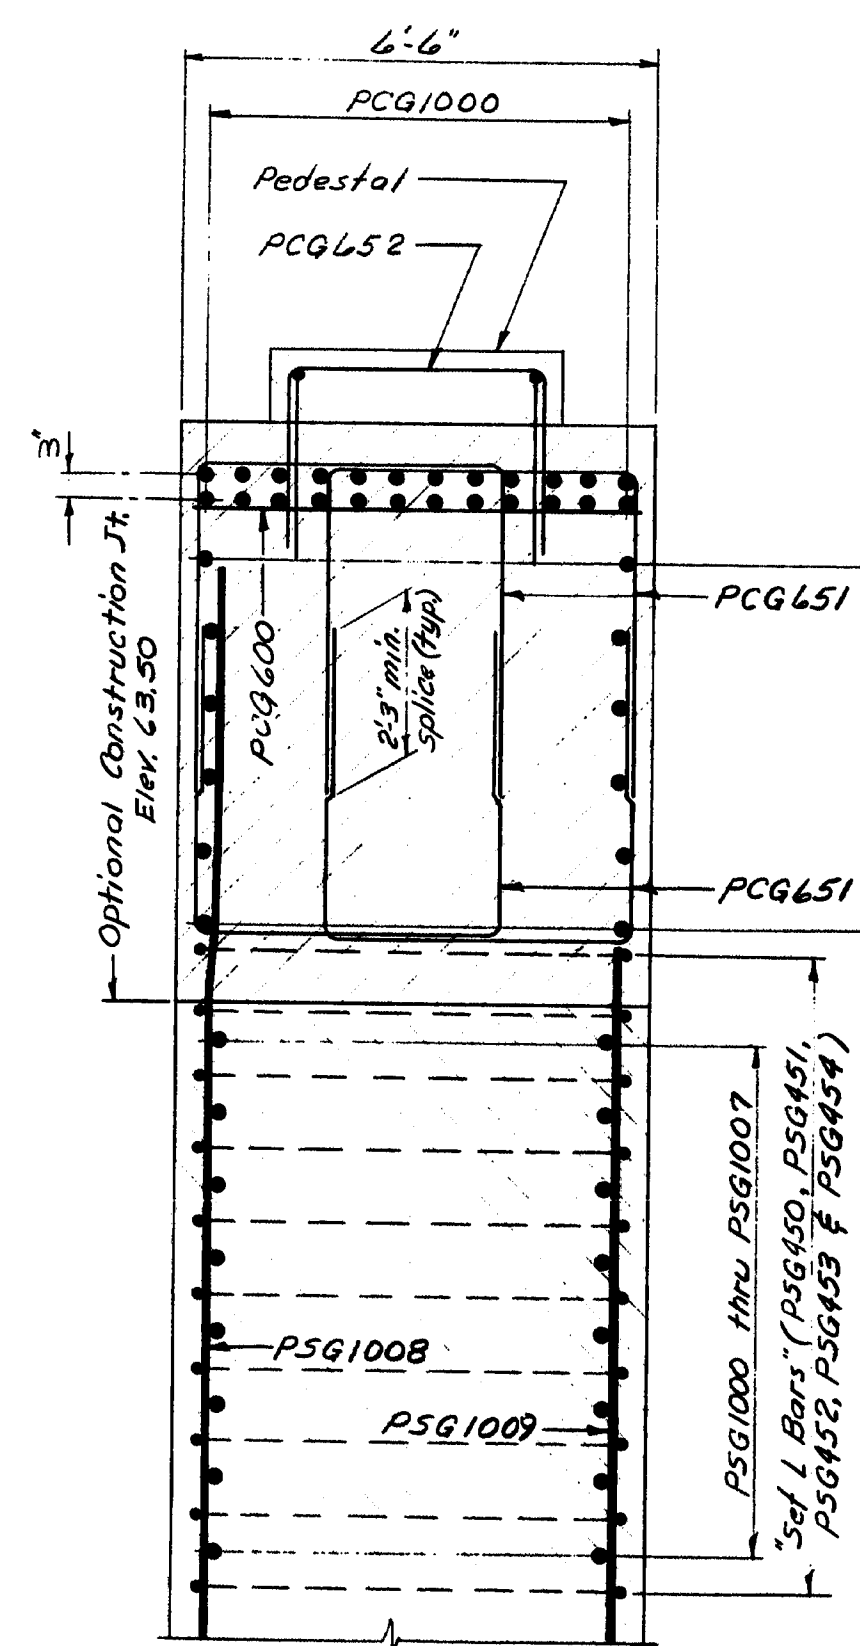 6'-6"
PCG1000
Pedestal
PCG652
3"
Optional Construction Jt.
Elev. 63.50
PCG600
2'-3" min.
splice (typ.)
PCG651
PCG651
PSG1000 thru PSG1007
"Set L Bars" (PSG450, PSG451,
PSG452, PSG453 & PSG454)
PSG1008
PSG1009